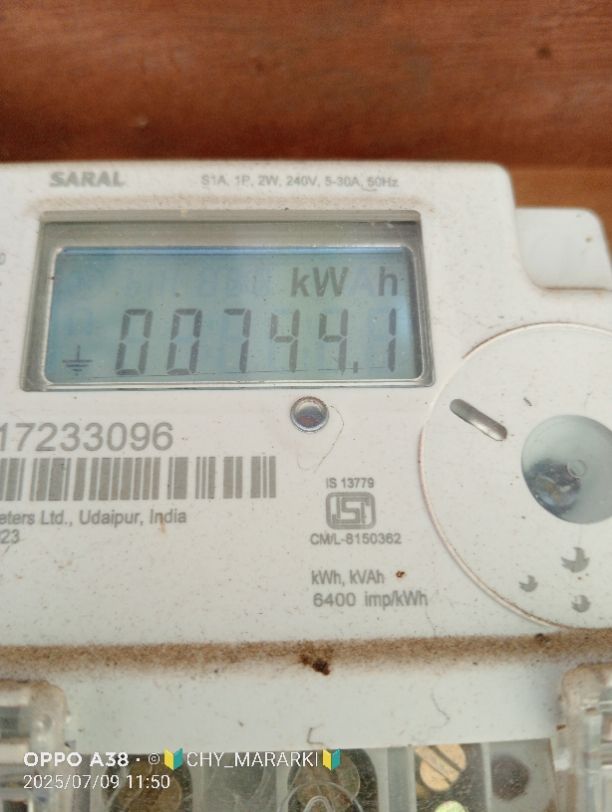 SARAL S1A, 1P, 2W, 240V, 5-30A, 50Hz
kWh
00744.1
17233096
eters Ltd., Udaipur, India
23
IS 13779
ISI
CM/L-8150362
kWh, kVAh
6400 imp/kWh
OPPO A38 · ©🔰CHY_MARARKI🔰
2025/07/09 11:50